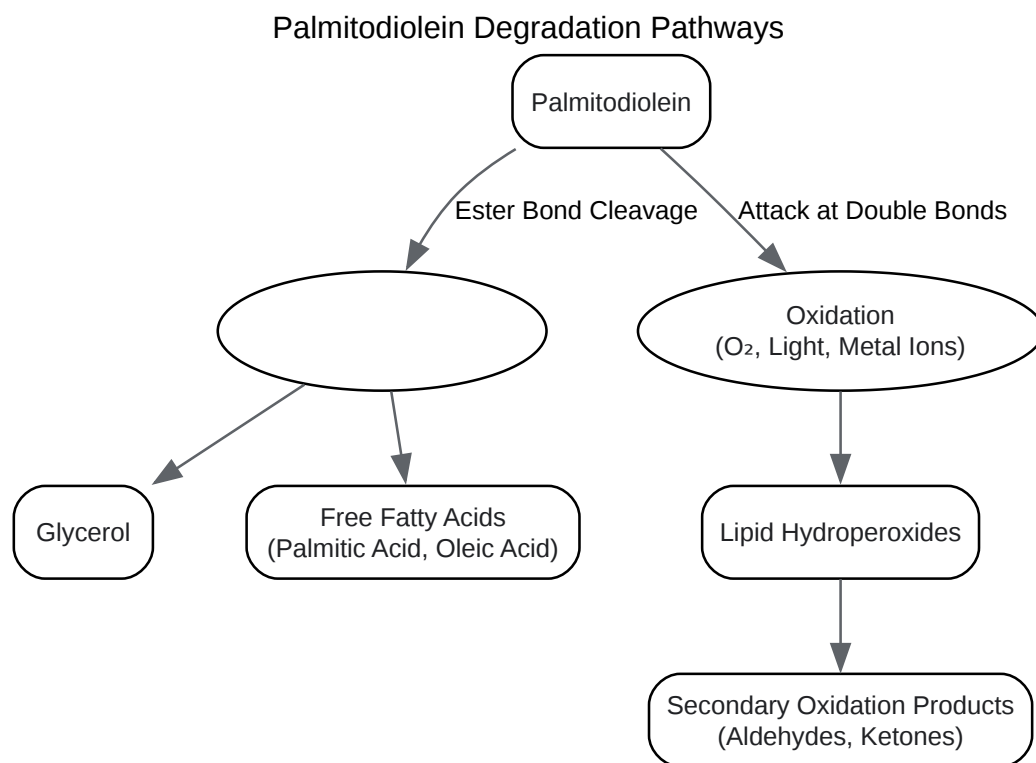 Palmitodiolein Degradation Pathways
Palmitodiolein
Ester Bond Cleavage
Attack at Double Bonds
Oxidation
(O₂, Light, Metal Ions)
Glycerol
Free Fatty Acids
(Palmitic Acid, Oleic Acid)
Lipid Hydroperoxides
Secondary Oxidation Products
(Aldehydes, Ketones)